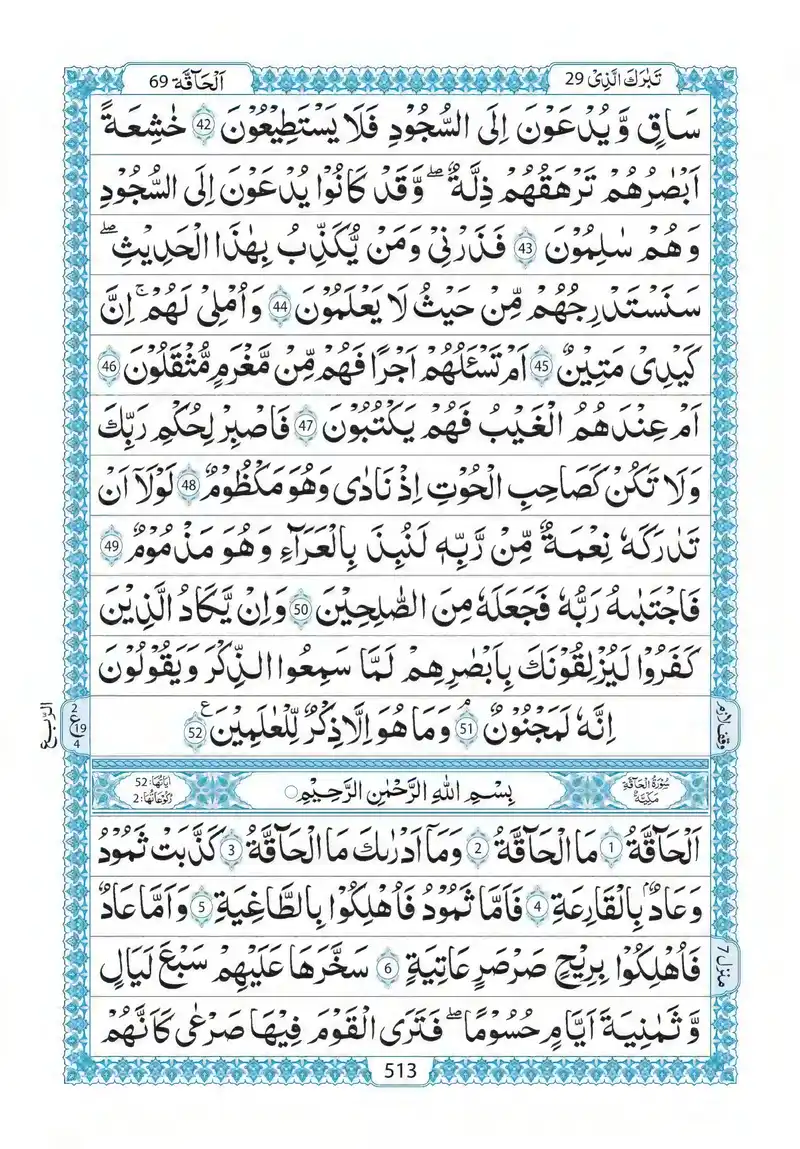 تَبٰرَكَ الَّذِیْ 29
اَلْحَآقَّة 69
سَاقٍ وَّیُدْعَوْنَ اِلَى السُّجُوْدِ فَلَا یَسْتَطِیْعُوْنَ 42 خَاشِعَةً
اَبْصَارُهُمْ تَرْهَقُهُمْ ذِلَّةٌ ؕ وَقَدْ كَانُوْا یُدْعَوْنَ اِلَى السُّجُوْدِ
وَهُمْ سٰلِمُوْنَ 43 فَذَرْنِیْ وَمَنْ یُّكَذِّبُ بِهٰذَا الْحَدِیْثِ ؕ
سَنَسْتَدْرِجُهُمْ مِّنْ حَیْثُ لَا یَعْلَمُوْنَ 44 وَاُمْلِیْ لَهُمْ ۚ اِنَّ
كَیْدِیْ مَتِیْنٌ 45 اَمْ تَسْـَٔلُهُمْ اَجْرًا فَهُمْ مِّنْ مَّغْرَمٍ مُّثْقَلُوْنَ 46
اَمْ عِنْدَهُمُ الْغَیْبُ فَهُمْ یَكْتُبُوْنَ 47 فَاصْبِرْ لِحُكْمِ رَبِّكَ
وَلَا تَكُنْ كَصَاحِبِ الْحُوْتِ اِذْ نَادٰى وَهُوَ مَكْظُوْمٌ 48 لَوْلَاۤ اَنْ
تَدٰرَكَهٗ نِعْمَةٌ مِّنْ رَّبِّهٖ لَنُبِذَ بِالْعَرَآءِ وَهُوَ مَذْمُوْمٌ 49
فَاجْتَبٰىهُ رَبُّهٗ فَجَعَلَهٗ مِنَ الصّٰلِحِیْنَ 50 وَاِنْ یَّكَادُ الَّذِیْنَ
كَفَرُوْا لَیُزْلِقُوْنَكَ بِاَبْصَارِهِمْ لَمَّا سَمِعُوا الذِّكْرَ وَیَقُوْلُوْنَ
اِنَّهٗ لَمَجْنُوْنٌ ۘ 51 وَمَا هُوَ اِلَّا ذِكْرٌ لِّلْعٰلَمِیْنَ ع 52
وقف لازم
2
ع
19
4
الرّبع
سُوْرَةُ الْحَآقَّةِ
مَكِّیَّةٌ
بِسْمِ اللّٰهِ الرَّحْمٰنِ الرَّحِیْمِ
اٰیَاتُهَا: 52
رُكُوْعَاتُهَا: 2
اَلْحَآقَّةُ 1 مَا الْحَآقَّةُ 2 وَمَاۤ اَدْرٰىكَ مَا الْحَآقَّةُ 3 كَذَّبَتْ ثَمُوْدُ
وَعَادٌۢ بِالْقَارِعَةِ 4 فَاَمَّا ثَمُوْدُ فَاُهْلِكُوْا بِالطَّاغِیَةِ 5 وَاَمَّا عَادٌ
فَاُهْلِكُوْا بِرِیْحٍ صَرْصَرٍ عَاتِیَةٍ 6 سَخَّرَهَا عَلَیْهِمْ سَبْعَ لَیَالٍ
منزل 7
وَّثَمٰنِیَةَ اَیَّامٍ حُسُوْمًا ؕ فَتَرَى الْقَوْمَ فِیْهَا صَرْعٰى كَاَنَّهُمْ
513